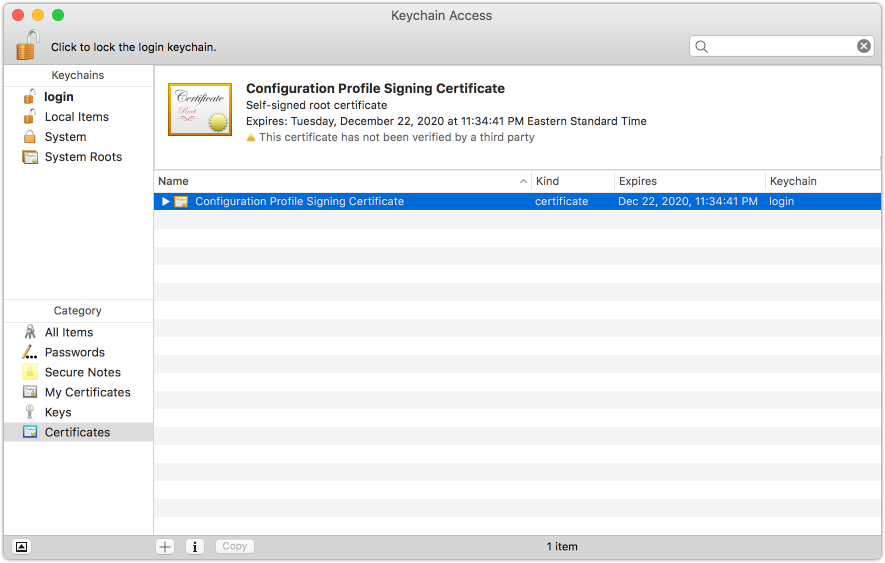 Keychain Access
Click to lock the login keychain.
Keychains
login
Local Items
System
System Roots
Category
All Items
Passwords
Secure Notes
My Certificates
Keys
Certificates
Certificate
Root
Configuration Profile Signing Certificate
Self-signed root certificate
Expires: Tuesday, December 22, 2020 at 11:34:41 PM Eastern Standard Time
This certificate has not been verified by a third party
Name Kind Expires Keychain
Configuration Profile Signing Certificate certificate Dec 22, 2020, 11:34:41 PM login
Copy
1 item